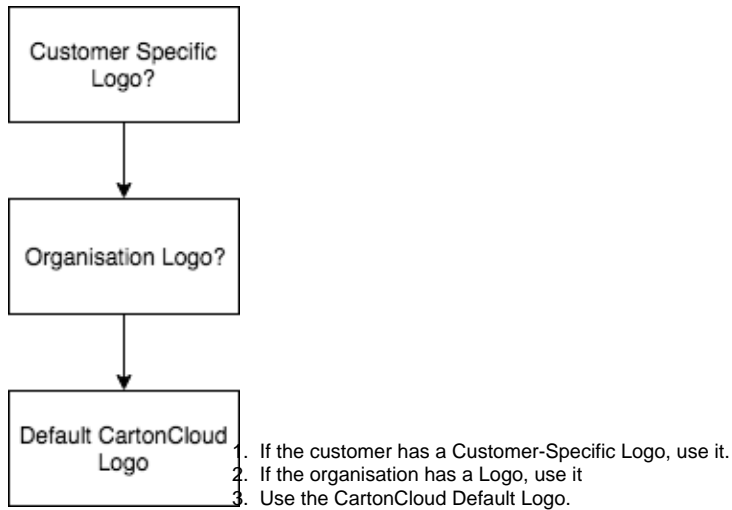 Customer Specific
Logo?
Organisation Logo?
Default CartonCloud
Logo
1. If the customer has a Customer-Specific Logo, use it.
2. If the organisation has a Logo, use it
3. Use the CartonCloud Default Logo.